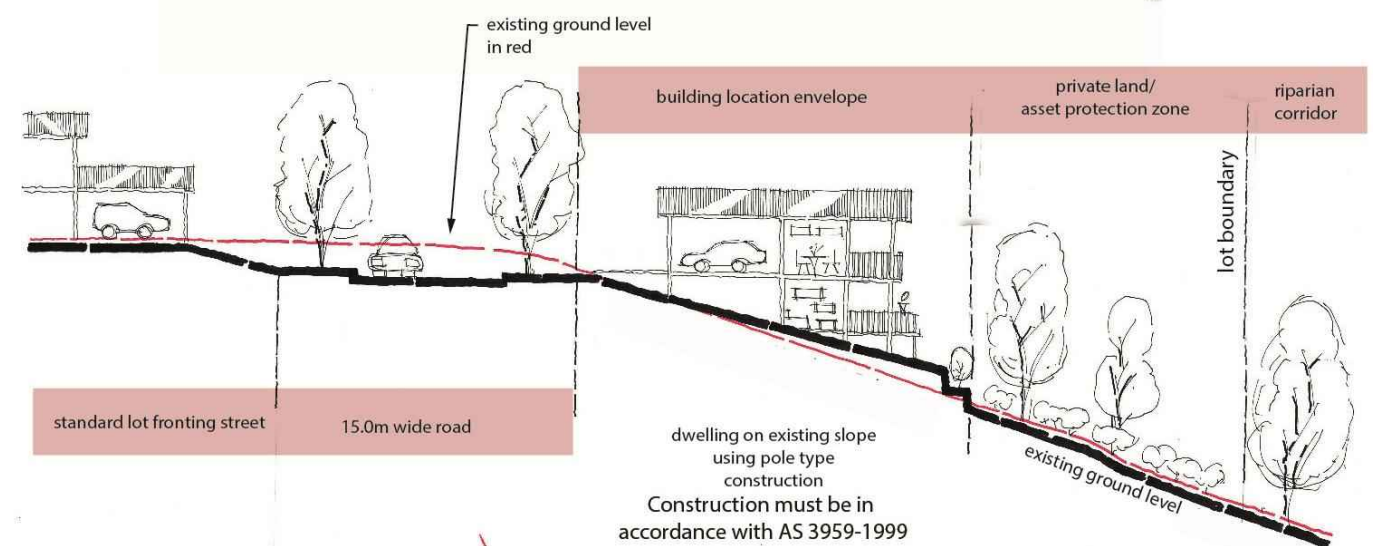 existing ground level
in red
building location envelope
private land/
asset protection zone
riparian
corridor
lot boundary
standard lot fronting street
15.0m wide road
dwelling on existing slope
using pole type
construction
Construction must be in
accordance with AS 3959-1999
existing ground level